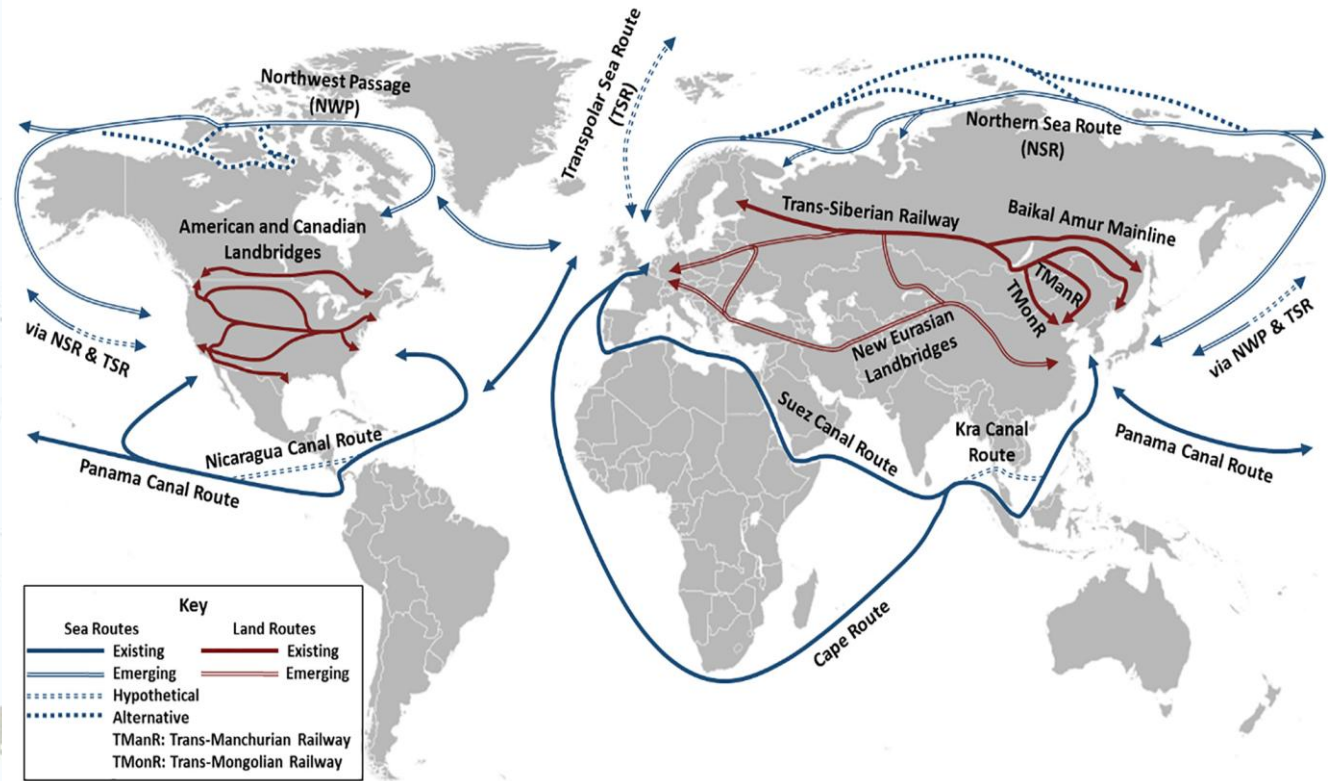 Northwest Passage
(NWP)
Transpolar Sea Route
(TSR)
Northern Sea Route
(NSR)
American and Canadian
Landbridges
Trans-Siberian Railway
Baikal Amur Mainline
TManR
TMonR
via NSR & TSR
New Eurasian
Landbridges
via NWP & TSR
Suez Canal Route
Kra Canal
Route
Nicaragua Canal Route
Panama Canal Route
Panama Canal Route
Cape Route
Key
Sea Routes
Land Routes
Existing
Existing
Emerging
Emerging
Hypothetical
Alternative
TManR: Trans-Manchurian Railway
TMonR: Trans-Mongolian Railway